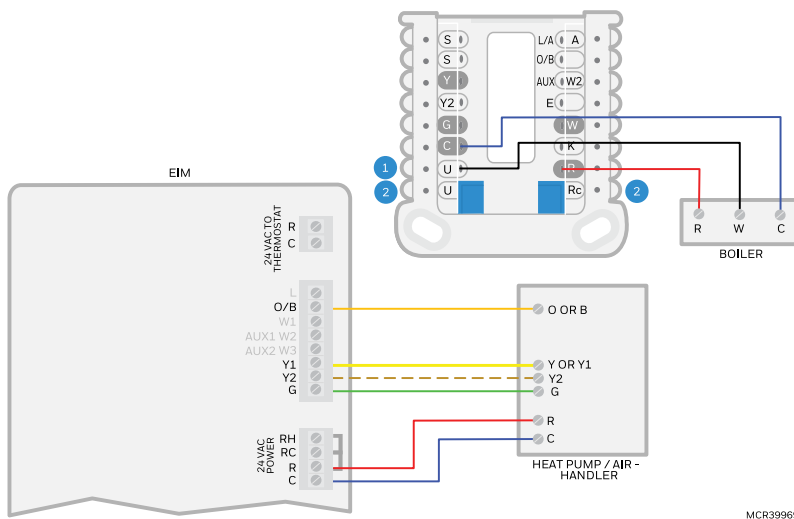 S
S
Y
Y2
G
C
U
U
L/A A
O/B
AUX W2
E
W
K
Rc
1
2
2
R W C
BOILER
EIM
24 VAC TO THERMOSTAT
R
C
L
O/B
W1
AUX1 W2
AUX2 W3
Y1
Y2
G
24 VAC POWER
RH
RC
R
C
O OR B
Y OR Y1
Y2
G
R
C
HEAT PUMP / AIR -
HANDLER